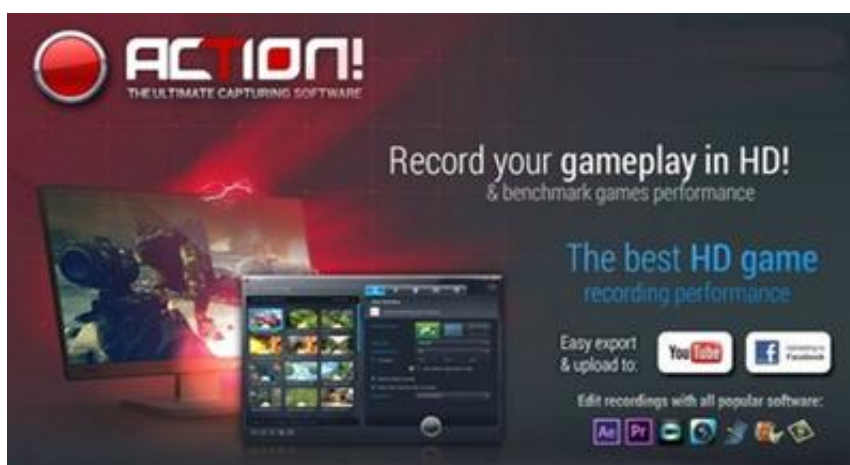 ACTION!
THE ULTIMATE CAPTURING SOFTWARE
Record your gameplay in HD!
& benchmark games performance
The best HD game
recording performance
Easy export
& upload to:
YouTube
Facebook
Edit recordings with all popular software:
Ae Pr